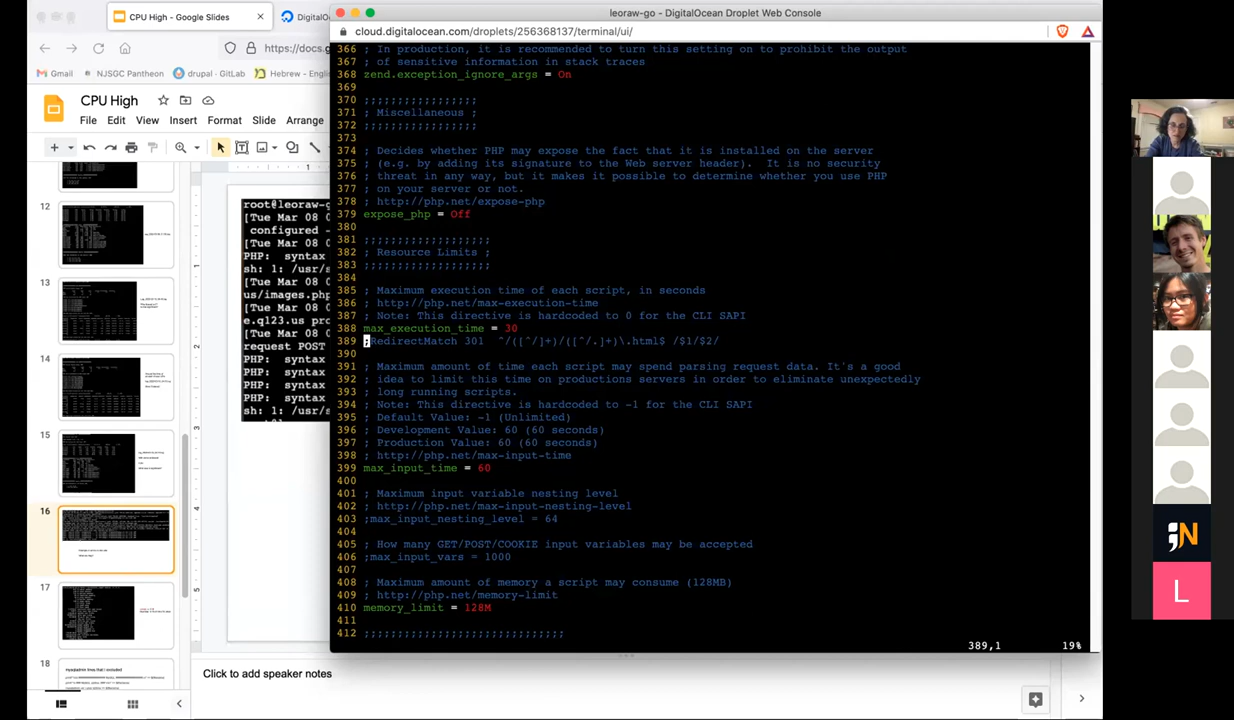 CPU High - Google Slides
DigitalOc
https://docs.g
Gmail
NJSGC Pantheon
drupal · GitLab
Hebrew - Engli
CPU High
File Edit View Insert Format Slide Arrange
12
13
14
15
16
17
18
root@leoraw-g
[Tue Mar 08 0
configured -
[Tue Mar 08 0
PHP:  syntax
sh: 1: /usr/s
[Tue Mar 08 0
us/images.php
e.q123.us pro
[Tue Mar 08 0
request POST
PHP:  syntax
PHP:  syntax
PHP:  syntax
PHP:  syntax
sh: 1: /usr/s
Click to add speaker notes
leoraw-go - DigitalOcean Droplet Web Console
cloud.digitalocean.com/droplets/256368137/terminal/ui/
366 ; In production, it is recommended to turn this setting on to prohibit the output
367 ; of sensitive information in stack traces
368 zend.exception_ignore_args = On
369
370 ;;;;;;;;;;;;;;;;;
371 ; Miscellaneous ;
372 ;;;;;;;;;;;;;;;;;
373
374 ; Decides whether PHP may expose the fact that it is installed on the server
375 ; (e.g. by adding its signature to the Web server header).  It is no security
376 ; threat in any way, but it makes it possible to determine whether you use PHP
377 ; on your server or not.
378 ; http://php.net/expose-php
379 expose_php = Off
380
381 ;;;;;;;;;;;;;;;;;;;
382 ; Resource Limits ;
383 ;;;;;;;;;;;;;;;;;;;
384
385 ; Maximum execution time of each script, in seconds
386 ; http://php.net/max-execution-time
387 ; Note: This directive is hardcoded to 0 for the CLI SAPI
388 max_execution_time = 30
389 ;RedirectMatch 301  ^/([^/]+)/([^/.]+)\.html$ /$1/$2/
390
391 ; Maximum amount of time each script may spend parsing request data. It's a good
392 ; idea to limit this time on productions servers in order to eliminate unexpectedly
393 ; long running scripts.
394 ; Note: This directive is hardcoded to -1 for the CLI SAPI
395 ; Default Value: -1 (Unlimited)
396 ; Development Value: 60 (60 seconds)
397 ; Production Value: 60 (60 seconds)
398 ; http://php.net/max-input-time
399 max_input_time = 60
400
401 ; Maximum input variable nesting level
402 ; http://php.net/max-input-nesting-level
403 ;max_input_nesting_level = 64
404
405 ; How many GET/POST/COOKIE input variables may be accepted
406 ;max_input_vars = 1000
407
408 ; Maximum amount of memory a script may consume (128MB)
409 ; http://php.net/memory-limit
410 memory_limit = 128M
411
412 ;;;;;;;;;;;;;;;;;;;;;;;;;;;;;;
389,1 19%
L